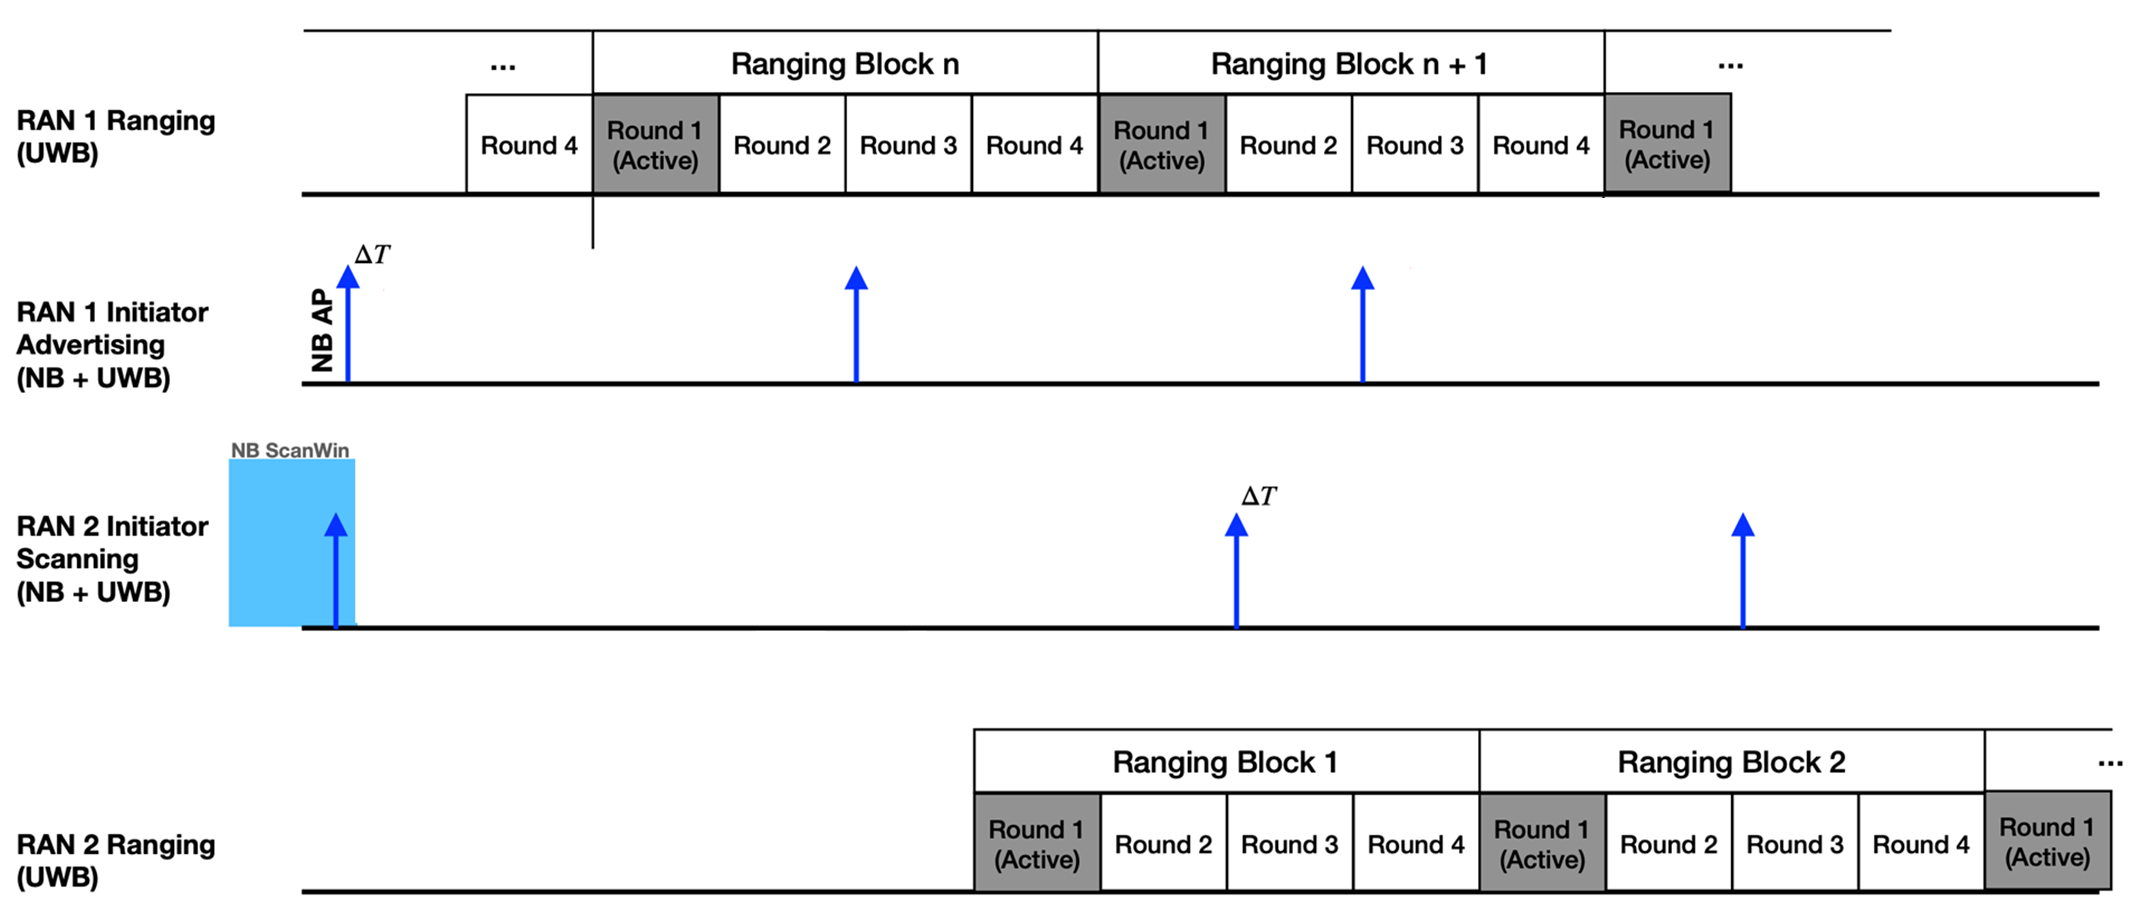 ...
Ranging Block n
Ranging Block n + 1
...
RAN 1 Ranging
(UWB)
Round 4
Round 1
(Active)
Round 2
Round 3
Round 4
Round 1
(Active)
Round 2
Round 3
Round 4
Round 1
(Active)
RAN 1 Initiator
Advertising
(NB + UWB)
NB AP
ΔT
NB ScanWin
RAN 2 Initiator
Scanning
(NB + UWB)
ΔT
Ranging Block 1
Ranging Block 2
...
RAN 2 Ranging
(UWB)
Round 1
(Active)
Round 2
Round 3
Round 4
Round 1
(Active)
Round 2
Round 3
Round 4
Round 1
(Active)